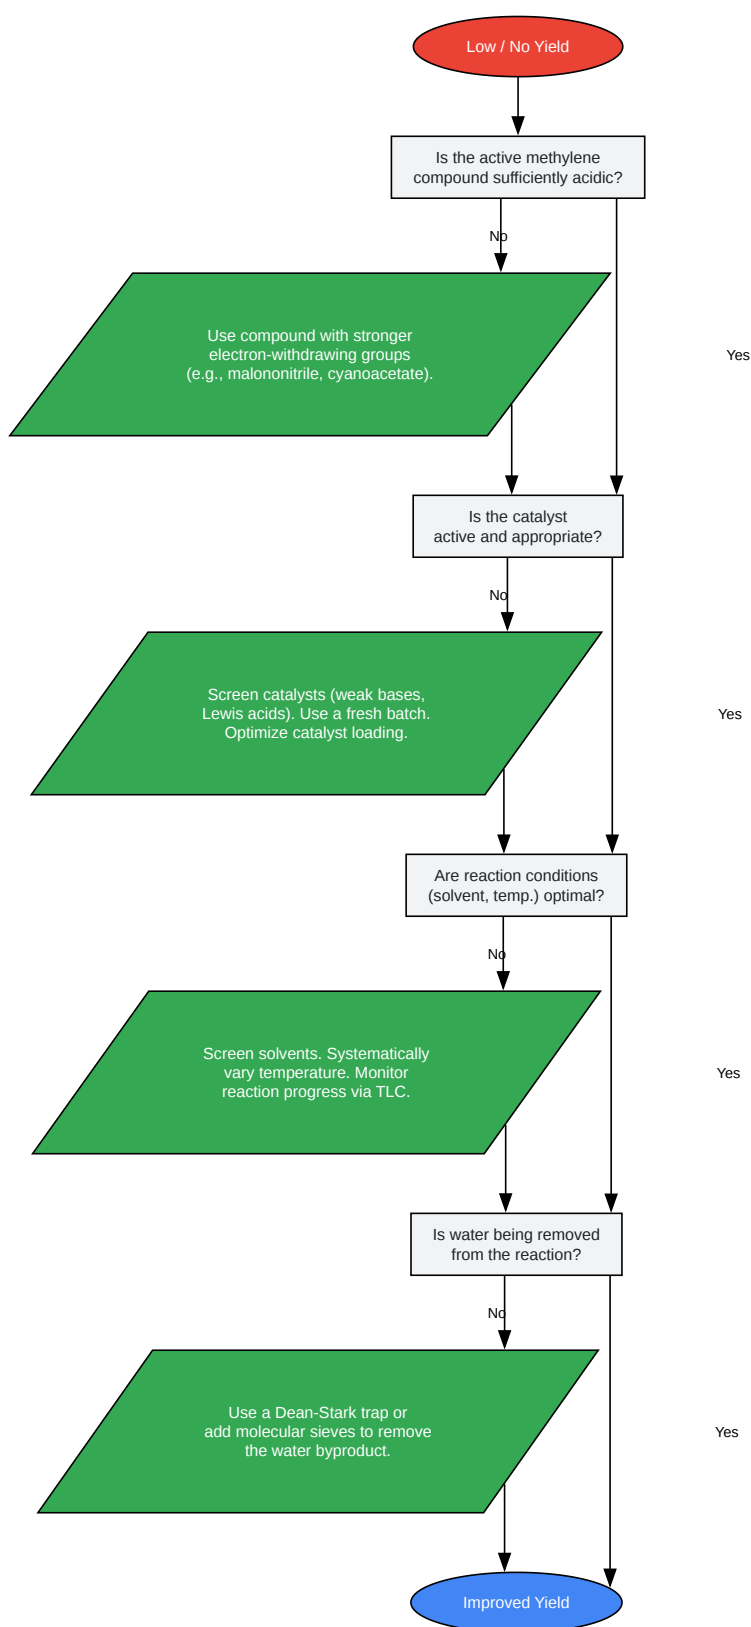 Low / No Yield
Is the active methylene
compound sufficiently acidic?
No
Use compound with stronger
electron-withdrawing groups
(e.g., malononitrile, cyanoacetate).
Yes
Is the catalyst
active and appropriate?
No
Screen catalysts (weak bases,
Lewis acids). Use a fresh batch.
Optimize catalyst loading.
Yes
Are reaction conditions
(solvent, temp.) optimal?
No
Screen solvents. Systematically
vary temperature. Monitor
reaction progress via TLC.
Yes
Is water being removed
from the reaction?
No
Use a Dean-Stark trap or
add molecular sieves to remove
the water byproduct.
Yes
Improved Yield